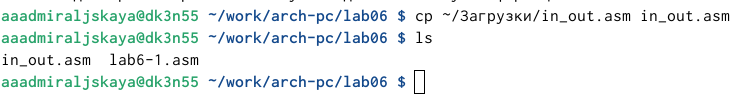 aaadmiraljskaya@dk3n55 ~/work/arch-pc/lab06 $ cp ~/Загрузки/in_out.asm in_out.asm
aaadmiraljskaya@dk3n55 ~/work/arch-pc/lab06 $ ls
in_out.asm  lab6-1.asm
aaadmiraljskaya@dk3n55 ~/work/arch-pc/lab06 $